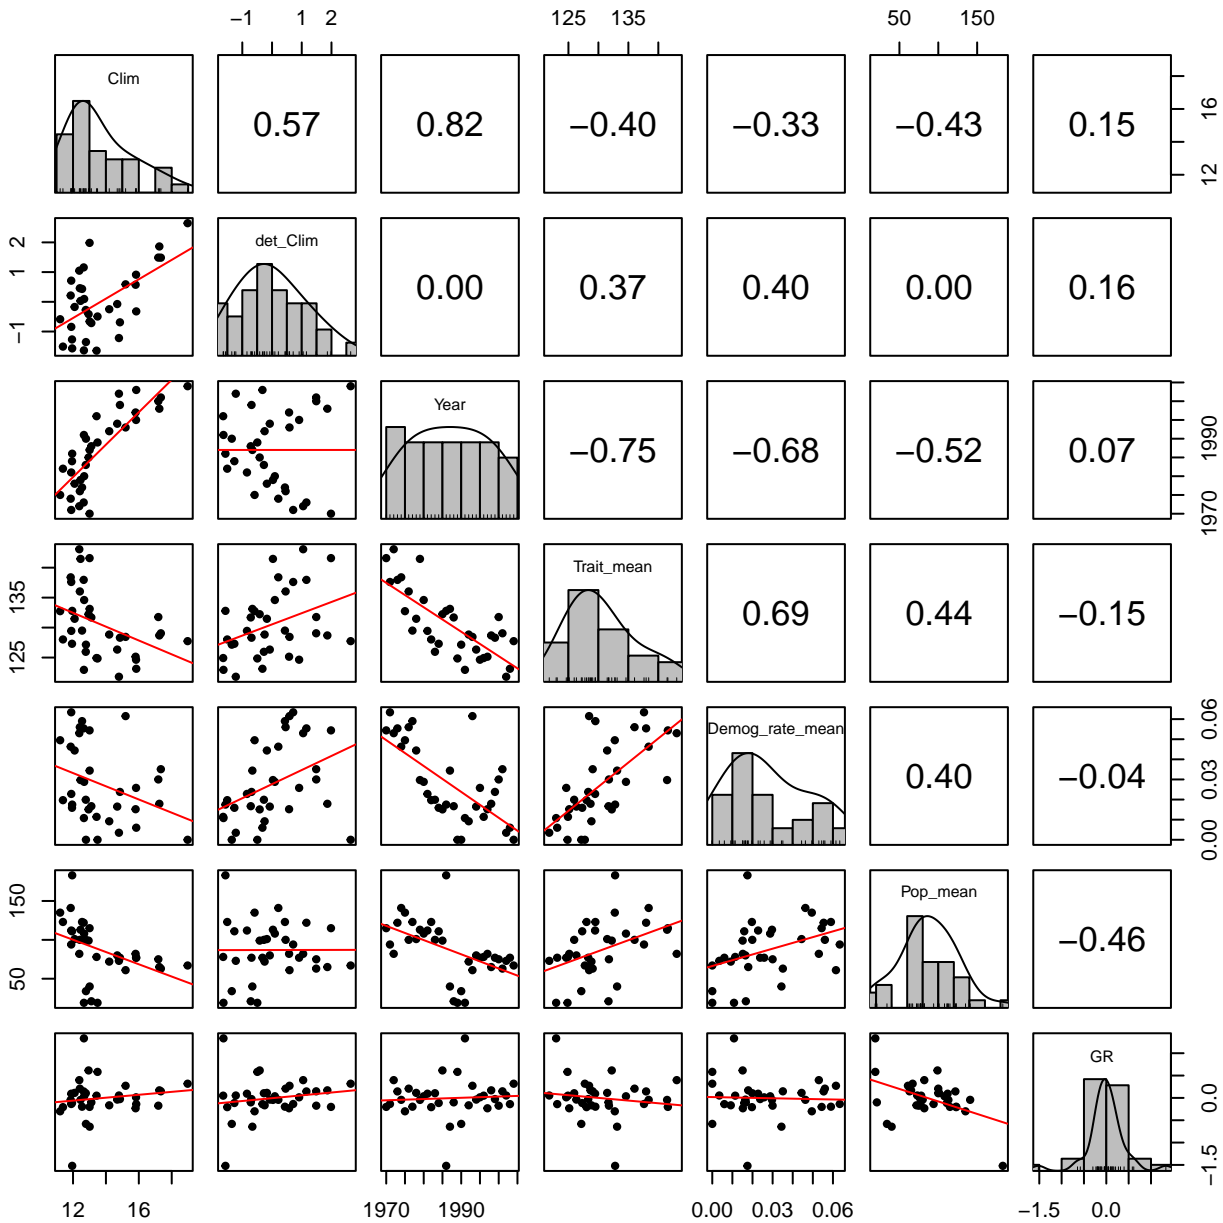 −1 1 2 125 135 50 150
Clim
0.57 0.82 −0.40 −0.33 −0.43 0.15
12 16
−1 1 2
det_Clim
0.00 0.37 0.40 0.00 0.16
Year
−0.75 −0.68 −0.52 0.07
1970 1990
125 135
Trait_mean
0.69 0.44 −0.15
Demog_rate_mean
0.40 −0.04
0.00 0.03 0.06
50 150
Pop_mean
−0.46
GR
−1.5 0.0
12 16 1970 1990 0.00 0.03 0.06 −1.5 0.0